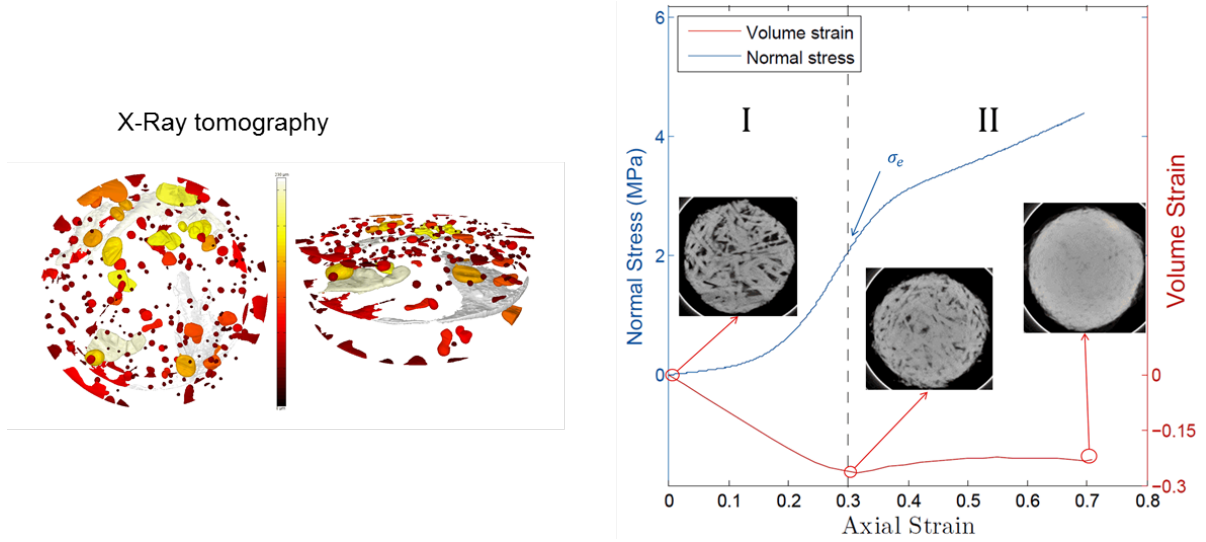 X-Ray tomography
6
4
2
0
Normal Stress (MPa)
Volume strain
Normal stress
I
II
σe
0
−0.15
−0.3
Volume Strain
0 0.1 0.2 0.3 0.4 0.5 0.6 0.7 0.8
Axial Strain